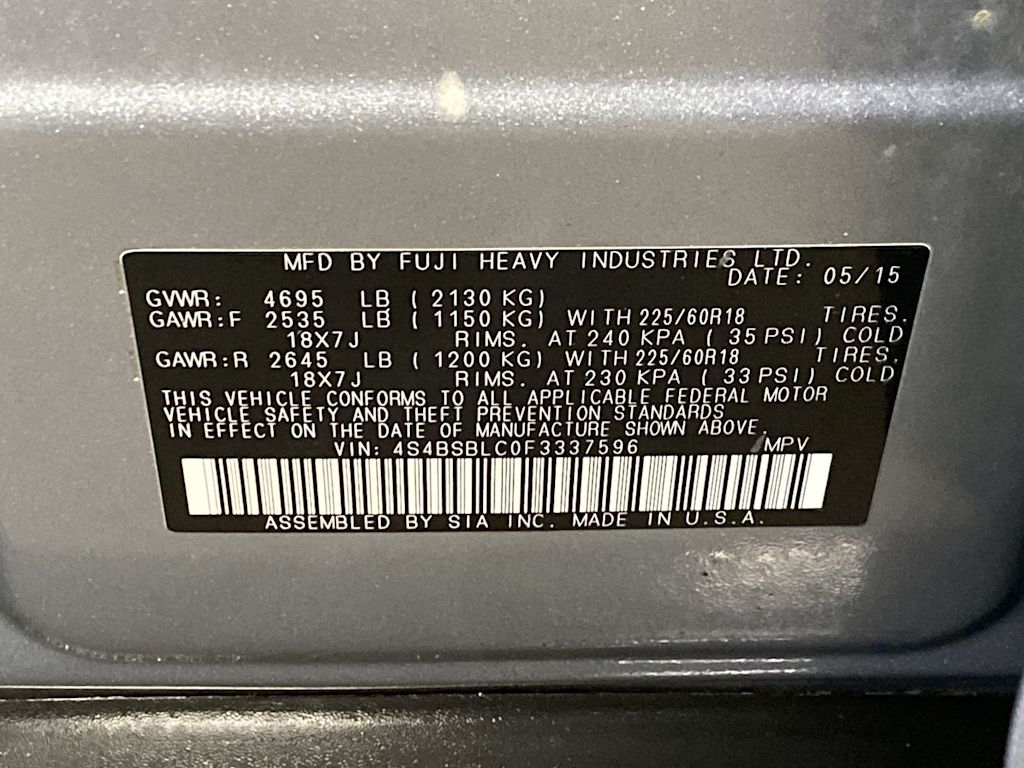 MFD BY FUJI HEAVY INDUSTRIES LTD.
DATE: 05/15
GVWR: 4695 LB ( 2130 KG)
GAWR:F 2535 LB ( 1150 KG) WITH 225/60R18 TIRES.
18X7J RIMS. AT 240 KPA ( 35 PSI) COLD
GAWR:R 2645 LB ( 1200 KG) WITH 225/60R18 TIRES.
18X7J RIMS. AT 230 KPA ( 33 PSI) COLD
THIS VEHICLE CONFORMS TO ALL APPLICABLE FEDERAL MOTOR
VEHICLE SAFETY AND THEFT PREVENTION STANDARDS
IN EFFECT ON THE DATE OF MANUFACTURE SHOWN ABOVE.
VIN: 4S4BSBLC0F3337596 MPV
ASSEMBLED BY SIA INC. MADE IN U.S.A.